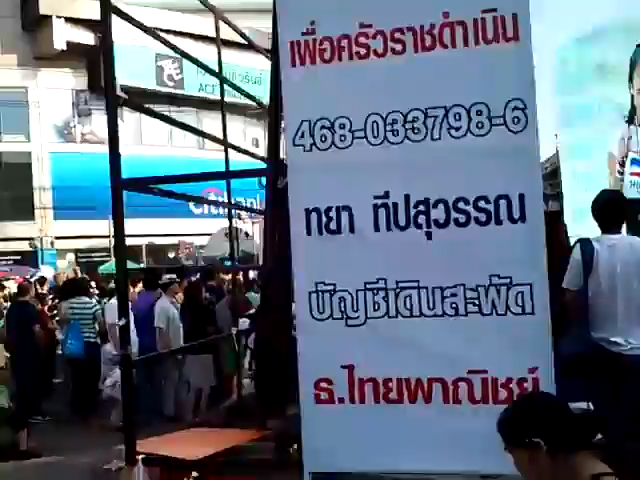 เพื่อครัวราชดำเนิน
468-033798-6
ทยา ทีปสุวรรณ
บัญชีเดินสะพัด
ธ.ไทยพาณิชย์
Citibank